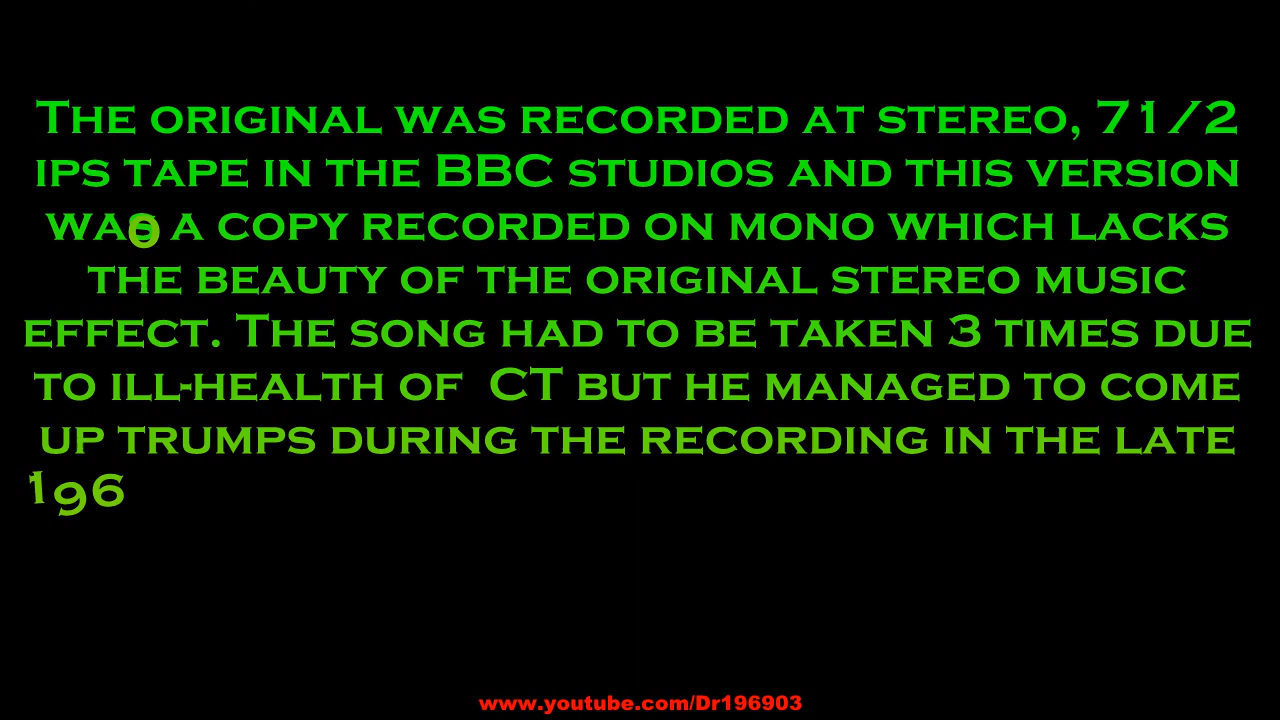 The original was recorded at stereo, 71/2
ips tape in the BBC studios and this version
was a copy recorded on mono which lacks
the beauty of the original stereo music
effect. The song had to be taken 3 times due
to ill-health of  CT but he managed to come
up trumps during the recording in the late
196
0
www.youtube.com/Dr196903